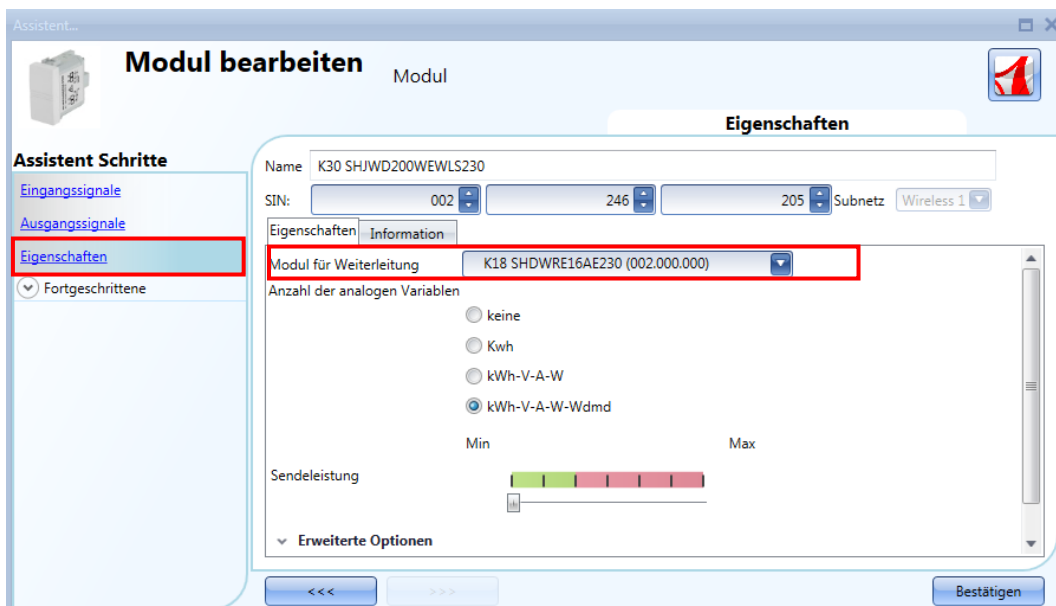 Assistent...
Modul bearbeiten Modul
Eigenschaften
Assistent Schritte
Eingangssignale
Ausgangssignale
Eigenschaften
Fortgeschrittene
Name K30 SHJWD200WEWLS230
SIN: 002 246 205 Subnetz Wireless 1
Eigenschaften Information
Modul für Weiterleitung K18 SHDWRE16AE230 (002.000.000)
Anzahl der analogen Variablen
keine
Kwh
kWh-V-A-W
kWh-V-A-W-Wdmd
Min Max
Sendeleistung
Erweiterte Optionen
<<< >>> Bestätigen